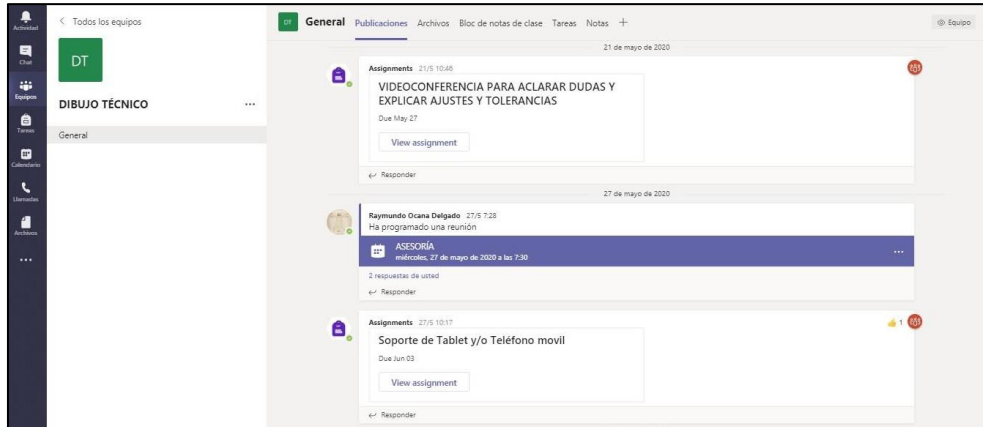 Actividad
Chat
Equipos
Tareas
Calendario
Llamadas
Archivos
Todos los equipos
DT
DIBUJO TÉCNICO
General
DT General Publicaciones Archivos Bloc de notas de clase Tareas Notas
Equipo
21 de mayo de 2020
Assignments 21/5 10:48
VIDEOCONFERENCIA PARA ACLARAR DUDAS Y
EXPLICAR AJUSTES Y TOLERANCIAS
Due May 27
View assignment
Responder
27 de mayo de 2020
Raymundo Ocana Delgado 27/5 7:28
Ha programado una reunión
ASESORÍA
miércoles, 27 de mayo de 2020 a las 7:30
2 respuestas de usted
Responder
Assignments 27/5 10:17
1
Soporte de Tablet y/o Teléfono movil
Due Jun 03
View assignment
Responder